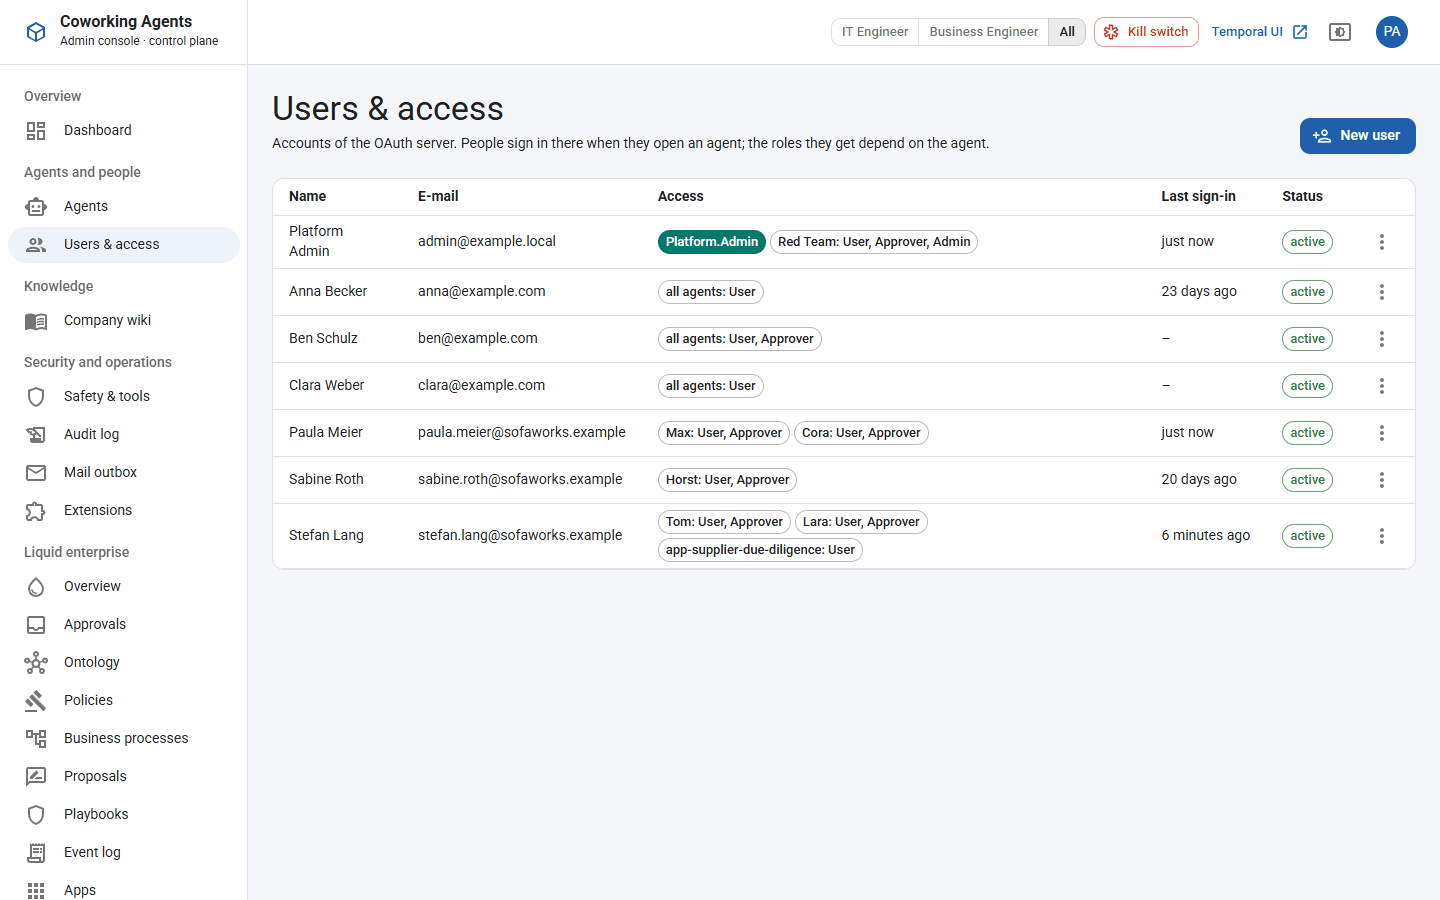 Coworking Agents
Admin console · control plane
IT Engineer
Business Engineer
All
Kill switch
Temporal UI
PA
Overview
Dashboard
Agents and people
Agents
Users & access
Knowledge
Company wiki
Security and operations
Safety & tools
Audit log
Mail outbox
Extensions
Liquid enterprise
Overview
Approvals
Ontology
Policies
Business processes
Proposals
Playbooks
Event log
Apps
Users & access
Accounts of the OAuth server. People sign in there when they open an agent; the roles they get depend on the agent.
New user
Name E-mail Access Last sign-in Status
Platform Admin admin@example.local Platform.Admin Red Team: User, Approver, Admin just now active
Anna Becker anna@example.com all agents: User 23 days ago active
Ben Schulz ben@example.com all agents: User, Approver – active
Clara Weber clara@example.com all agents: User – active
Paula Meier paula.meier@sofaworks.example Max: User, Approver Cora: User, Approver just now active
Sabine Roth sabine.roth@sofaworks.example Horst: User, Approver 20 days ago active
Stefan Lang stefan.lang@sofaworks.example Tom: User, Approver Lara: User, Approver app-supplier-due-diligence: User 6 minutes ago active